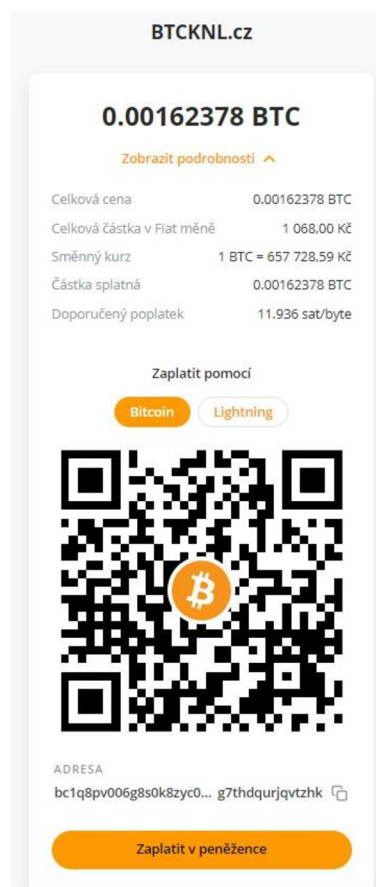 BTCKNL.cz
0.00162378 BTC
Zobrazit podrobnosti
Celková cena 0.00162378 BTC
Celková částka v Fiat měně 1 068,00 Kč
Směnný kurz 1 BTC = 657 728,59 Kč
Částka splatná 0.00162378 BTC
Doporučený poplatek 11.936 sat/byte
Zaplatit pomocí
Bitcoin Lightning
ADRESA
bc1q8pv006g8s0k8zyc0... g7thdqurjqvtzhk
Zaplatit v peněžence